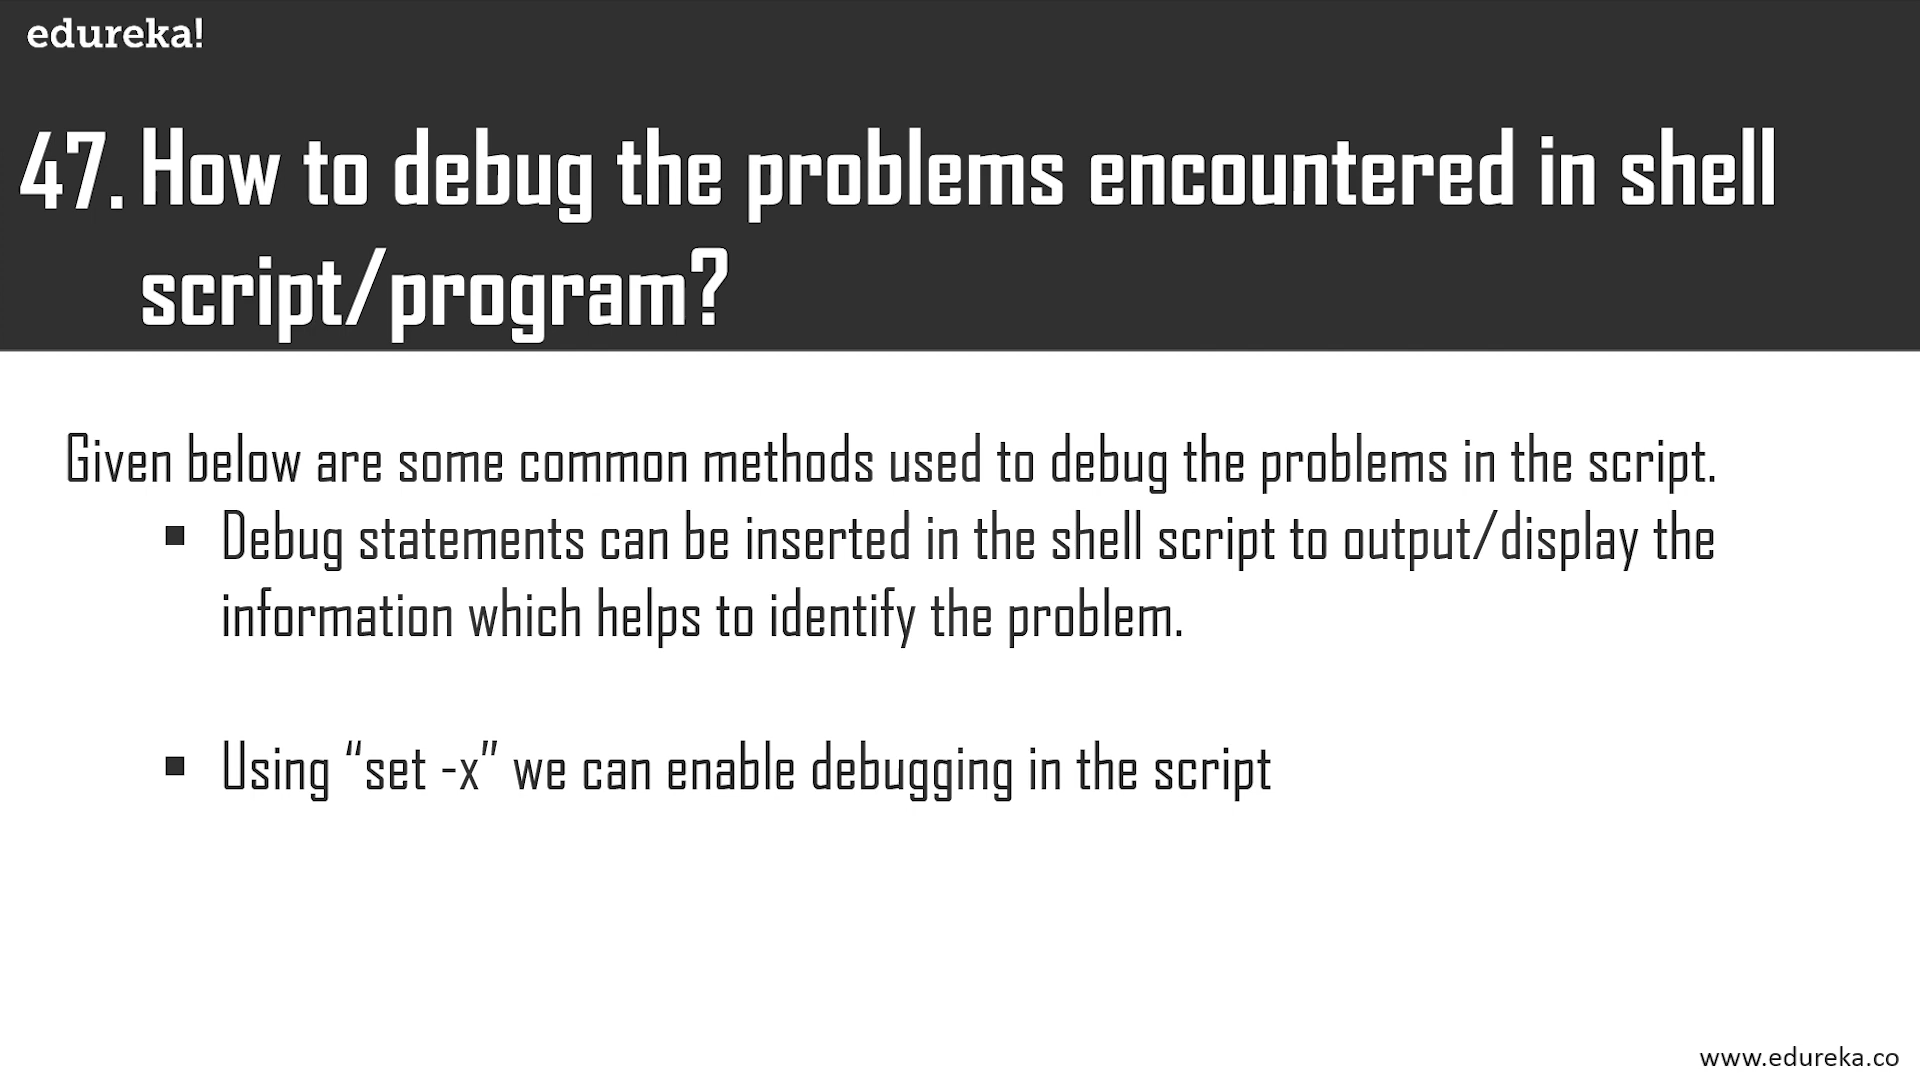 edureka!
47. How to debug the problems encountered in shell
script/program?
Given below are some common methods used to debug the problems in the script.
▪ Debug statements can be inserted in the shell script to output/display the
information which helps to identify the problem.
▪ Using “set -x” we can enable debugging in the script
www.edureka.co